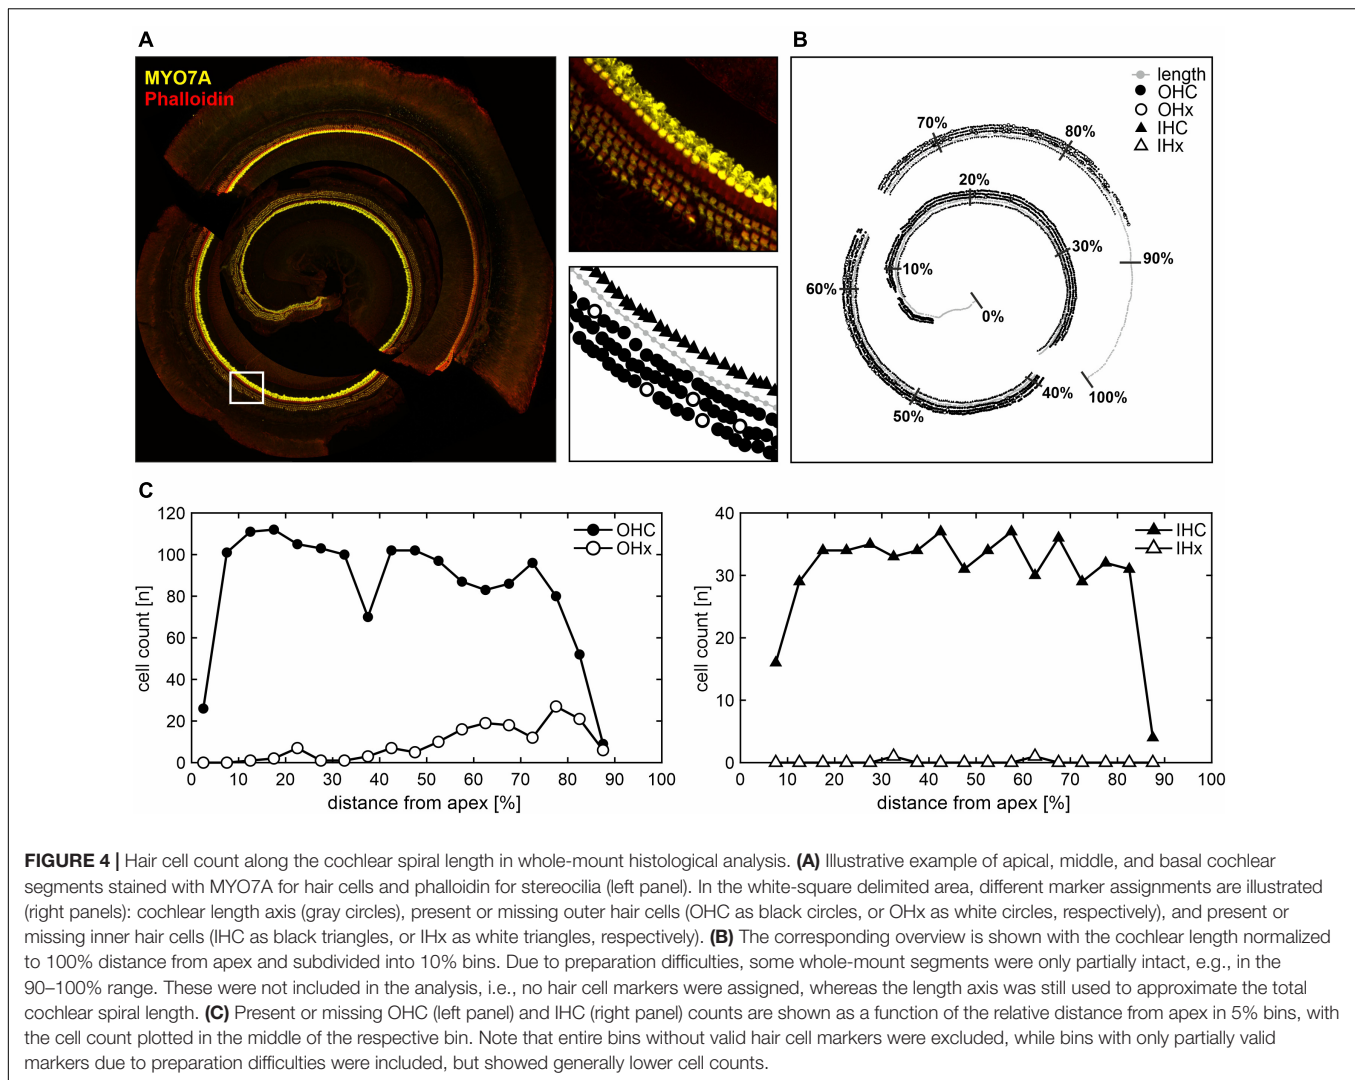 A
MYO7A
Phalloidin
B
length
OHC
OHx
IHC
IHx
70%
80%
20%
30%
90%
10%
60%
0%
40%
100%
50%
C
120
100
80
60
40
20
0
cell count [n]
OHC
OHx
0 10 20 30 40 50 60 70 80 90 100
distance from apex [%]
40
30
20
10
0
cell count [n]
IHC
IHx
0 10 20 30 40 50 60 70 80 90 100
distance from apex [%]
FIGURE 4 | Hair cell count along the cochlear spiral length in whole-mount histological analysis. (A) Illustrative example of apical, middle, and basal cochlear
segments stained with MYO7A for hair cells and phalloidin for stereocilia (left panel). In the white-square delimited area, different marker assignments are illustrated
(right panels): cochlear length axis (gray circles), present or missing outer hair cells (OHC as black circles, or OHx as white circles, respectively), and present or
missing inner hair cells (IHC as black triangles, or IHx as white triangles, respectively). (B) The corresponding overview is shown with the cochlear length normalized
to 100% distance from apex and subdivided into 10% bins. Due to preparation difficulties, some whole-mount segments were only partially intact, e.g., in the
90–100% range. These were not included in the analysis, i.e., no hair cell markers were assigned, whereas the length axis was still used to approximate the total
cochlear spiral length. (C) Present or missing OHC (left panel) and IHC (right panel) counts are shown as a function of the relative distance from apex in 5% bins, with
the cell count plotted in the middle of the respective bin. Note that entire bins without valid hair cell markers were excluded, while bins with only partially valid
markers due to preparation difficulties were included, but showed generally lower cell counts.